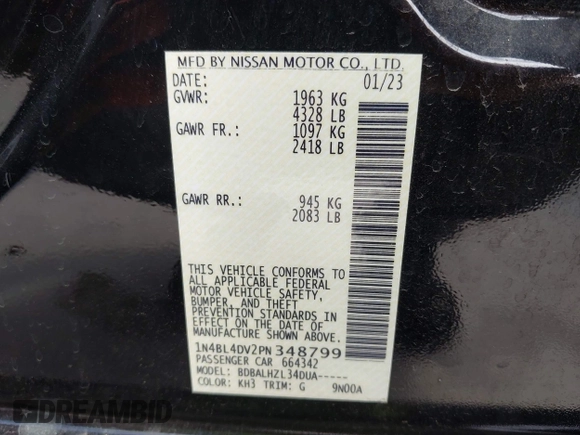 MFD BY NISSAN MOTOR CO., LTD.
DATE: 01/23
GVWR: 1963 KG
4328 LB
GAWR FR.: 1097 KG
2418 LB
GAWR RR.: 945 KG
2083 LB
THIS VEHICLE CONFORMS TO
ALL APPLICABLE FEDERAL
MOTOR VEHICLE SAFETY,
BUMPER, AND THEFT
PREVENTION STANDARDS IN
EFFECT ON THE DATE OF
MANUFACTURE SHOWN ABOVE.
1N4BL4DV2PN348799
PASSENGER CAR 664342
MODEL: BDBALHZL34DUA-----
COLOR: KH3 TRIM: G 9N00A
DREAMBID